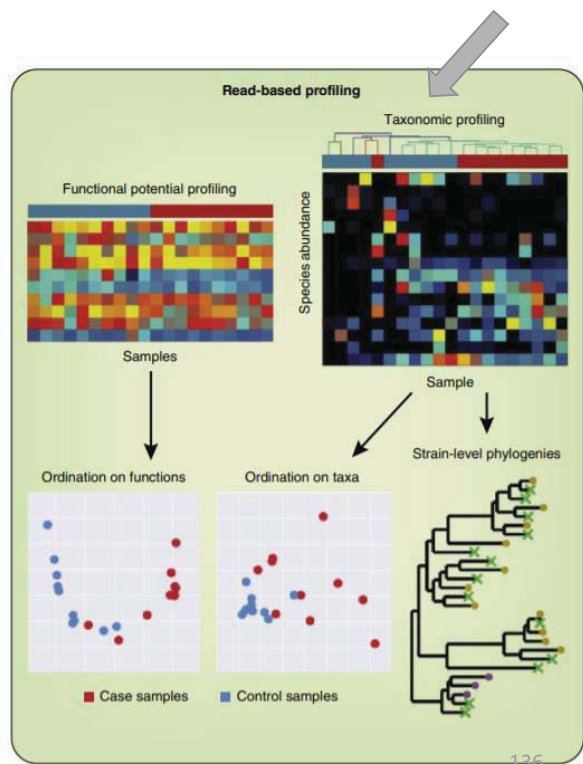 Read-based profiling
Taxonomic profiling
Functional potential profiling
Species abundance
Samples
Sample
Ordination on functions
Ordination on taxa
Strain-level phylogenies
Case samples
Control samples
136